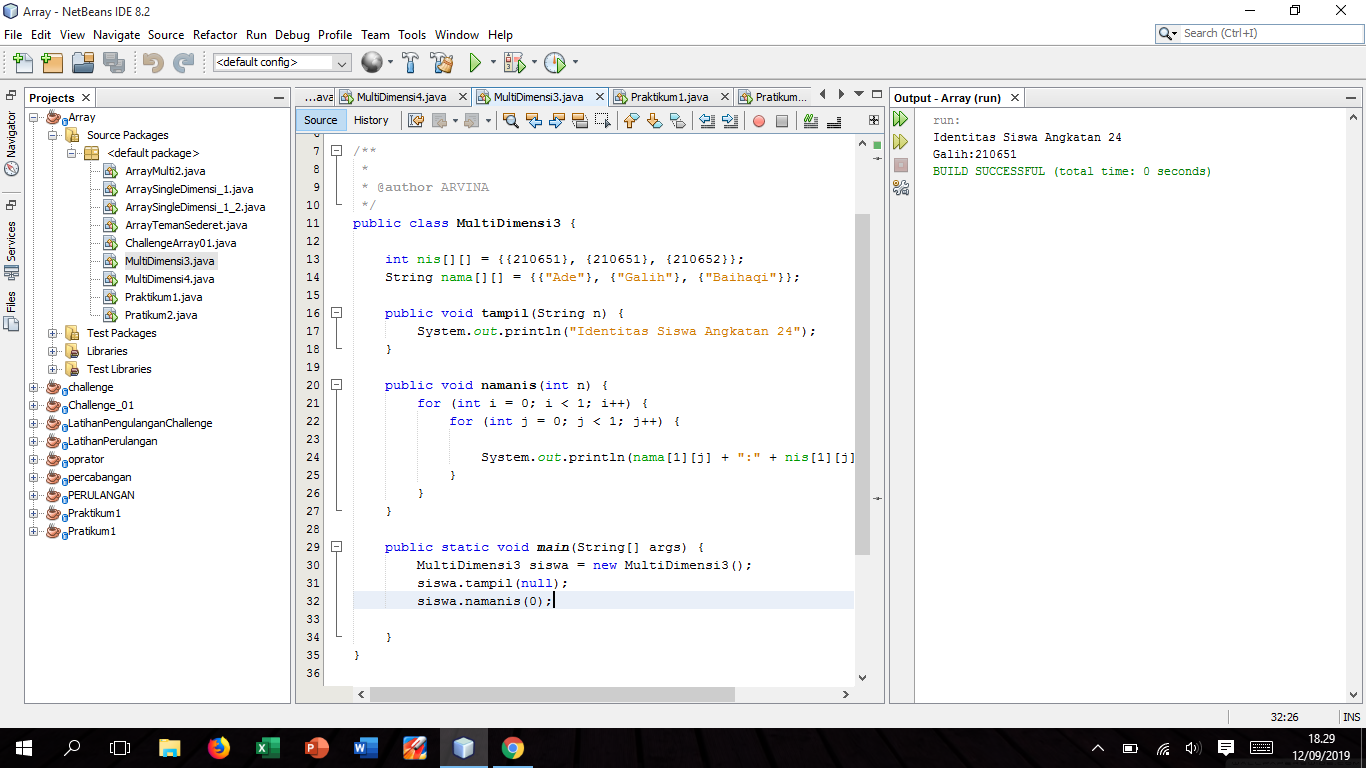 Array - NetBeans IDE 8.2
File Edit View Navigate Source Refactor Run Debug Profile Team Tools Window Help
Search (Ctrl+I)
<default config>
Projects
Navigator
Services
Files
Array
Source Packages
<default package>
ArrayMulti2.java
ArraySingleDimensi_1.java
ArraySingleDimensi_1_2.java
ArrayTemanSederet.java
ChallengeArray01.java
MultiDimensi3.java
MultiDimensi4.java
Praktikum1.java
Pratikum2.java
Test Packages
Libraries
Test Libraries
challenge
Challenge_01
LatihanPengulanganChallenge
LatihanPerulangan
oprator
percabangan
PERULANGAN
Praktikum1
Pratikum1
...ava MultiDimensi4.java MultiDimensi3.java Praktikum1.java Pratikum...
Source History
7 /**
8 *
9 * @author ARVINA
10 */
11 public class MultiDimensi3 {
12
13 int nis[][] = {{210651}, {210651}, {210652}};
14 String nama[][] = {{"Ade"}, {"Galih"}, {"Baihaqi"}};
15
16 public void tampil(String n) {
17 System.out.println("Identitas Siswa Angkatan 24");
18 }
19
20 public void namanis(int n) {
21 for (int i = 0; i < 1; i++) {
22 for (int j = 0; j < 1; j++) {
23
24 System.out.println(nama[1][j] + ":" + nis[1][j]
25 }
26 }
27 }
28
29 public static void main(String[] args) {
30 MultiDimensi3 siswa = new MultiDimensi3();
31 siswa.tampil(null);
32 siswa.namanis(0);
33
34 }
35 }
36
Output - Array (run)
run:
Identitas Siswa Angkatan 24
Galih:210651
BUILD SUCCESSFUL (total time: 0 seconds)
32:26 INS
18.29
12/09/2019